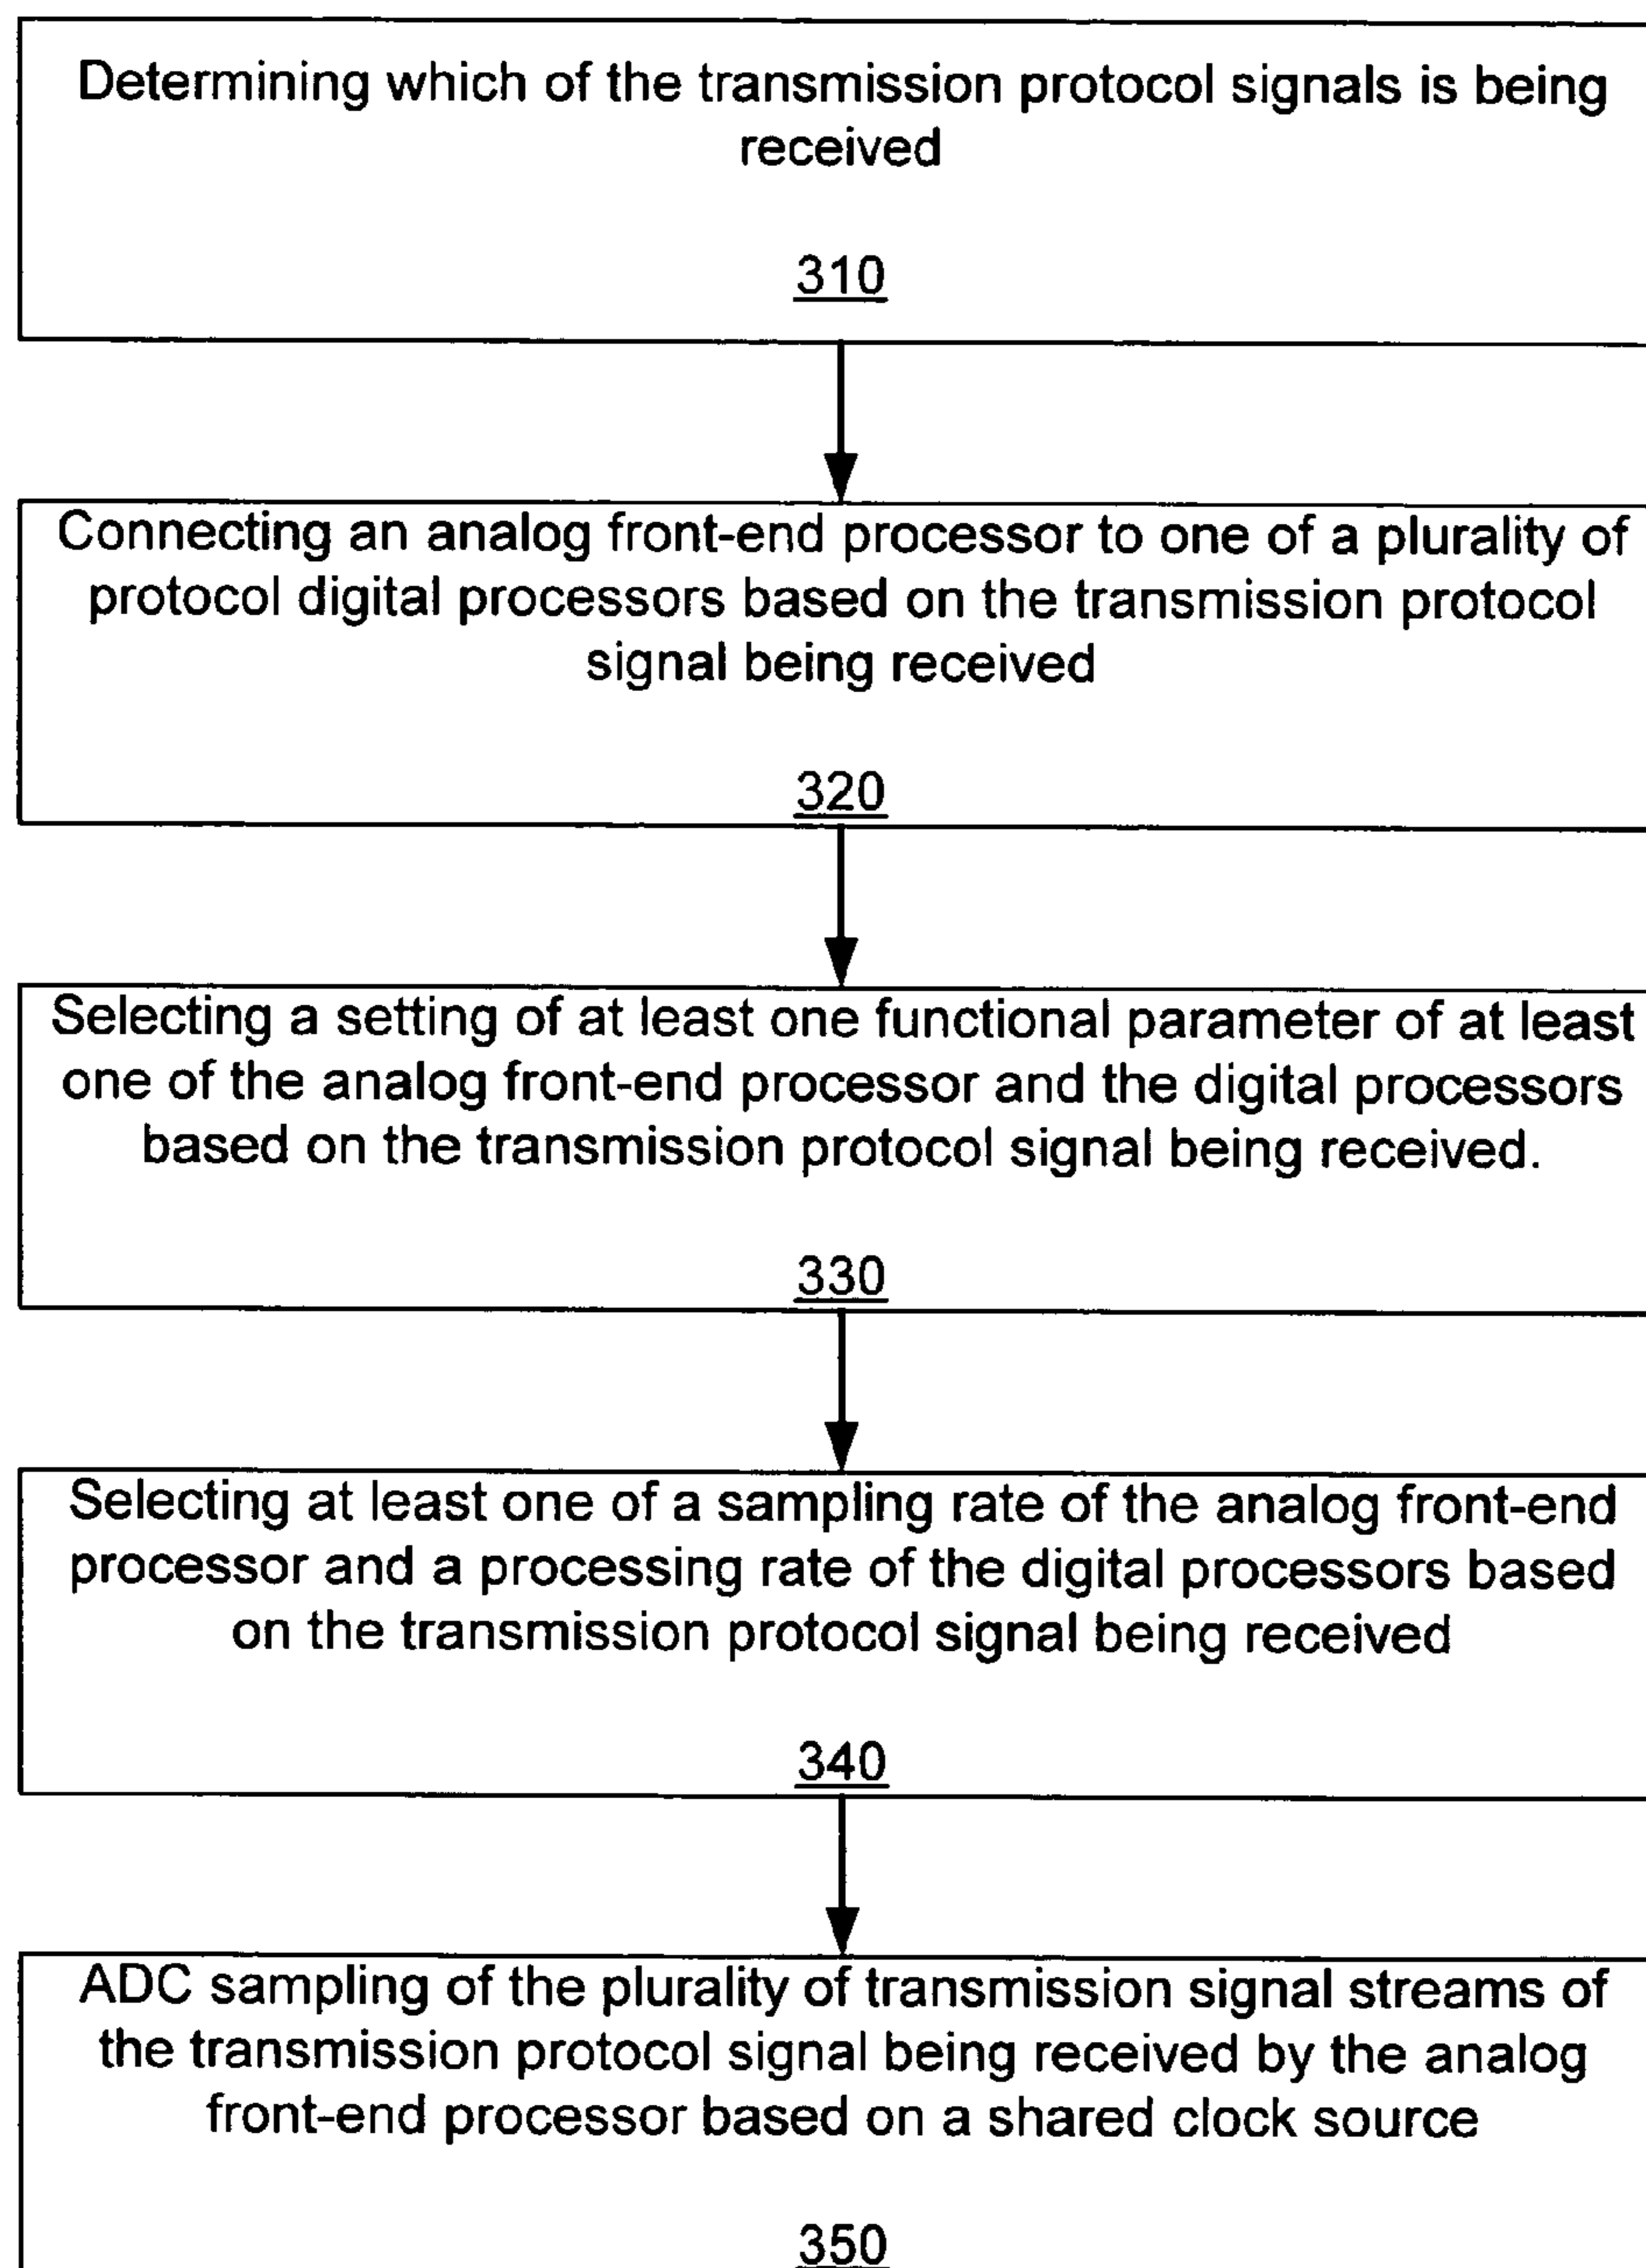 Determining which of the transmission protocol signals is being
received
310
Connecting an analog front-end processor to one of a plurality of
protocol digital processors based on the transmission protocol
signal being received
320
Selecting a setting of at least one functional parameter of at least
one of the analog front-end processor and the digital processors
based on the transmission protocol signal being received.
330
Selecting at least one of a sampling rate of the analog front-end
processor and a processing rate of the digital processors based
on the transmission protocol signal being received
340
ADC sampling of the plurality of transmission signal streams of
the transmission protocol signal being received by the analog
front-end processor based on a shared clock source
350